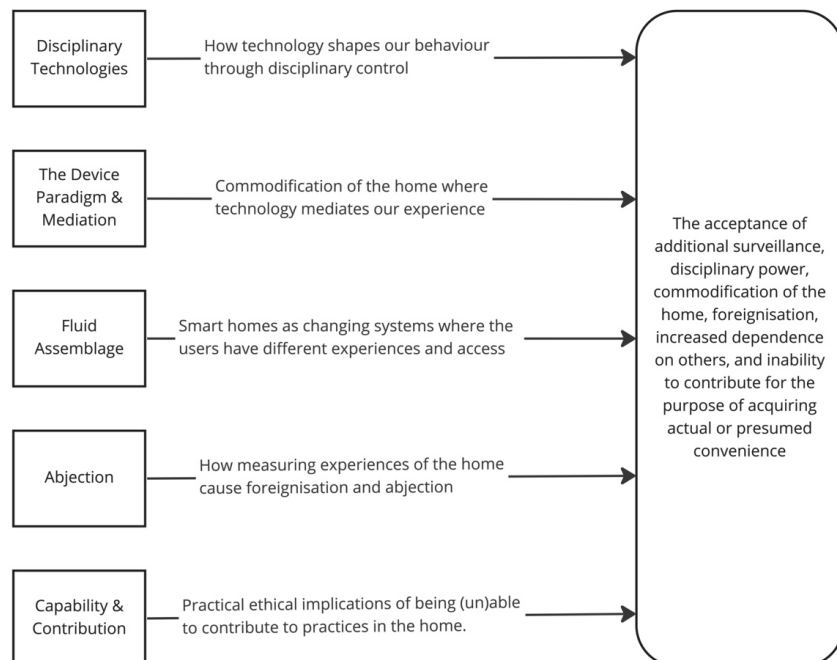 Disciplinary
Technologies
How technology shapes our behaviour
through disciplinary control
The Device
Paradigm &
Mediation
Commodification of the home where
technology mediates our experience
Fluid
Assemblage
Smart homes as changing systems where the
users have different experiences and access
Abjection
How measuring experiences of the home
cause foreignisation and abjection
Capability &
Contribution
Practical ethical implications of being (un)able
to contribute to practices in the home.
The acceptance of
additional surveillance,
disciplinary power,
commodification of the
home, foreignisation,
increased dependence
on others, and inability
to contribute for the
purpose of acquiring
actual or presumed
convenience